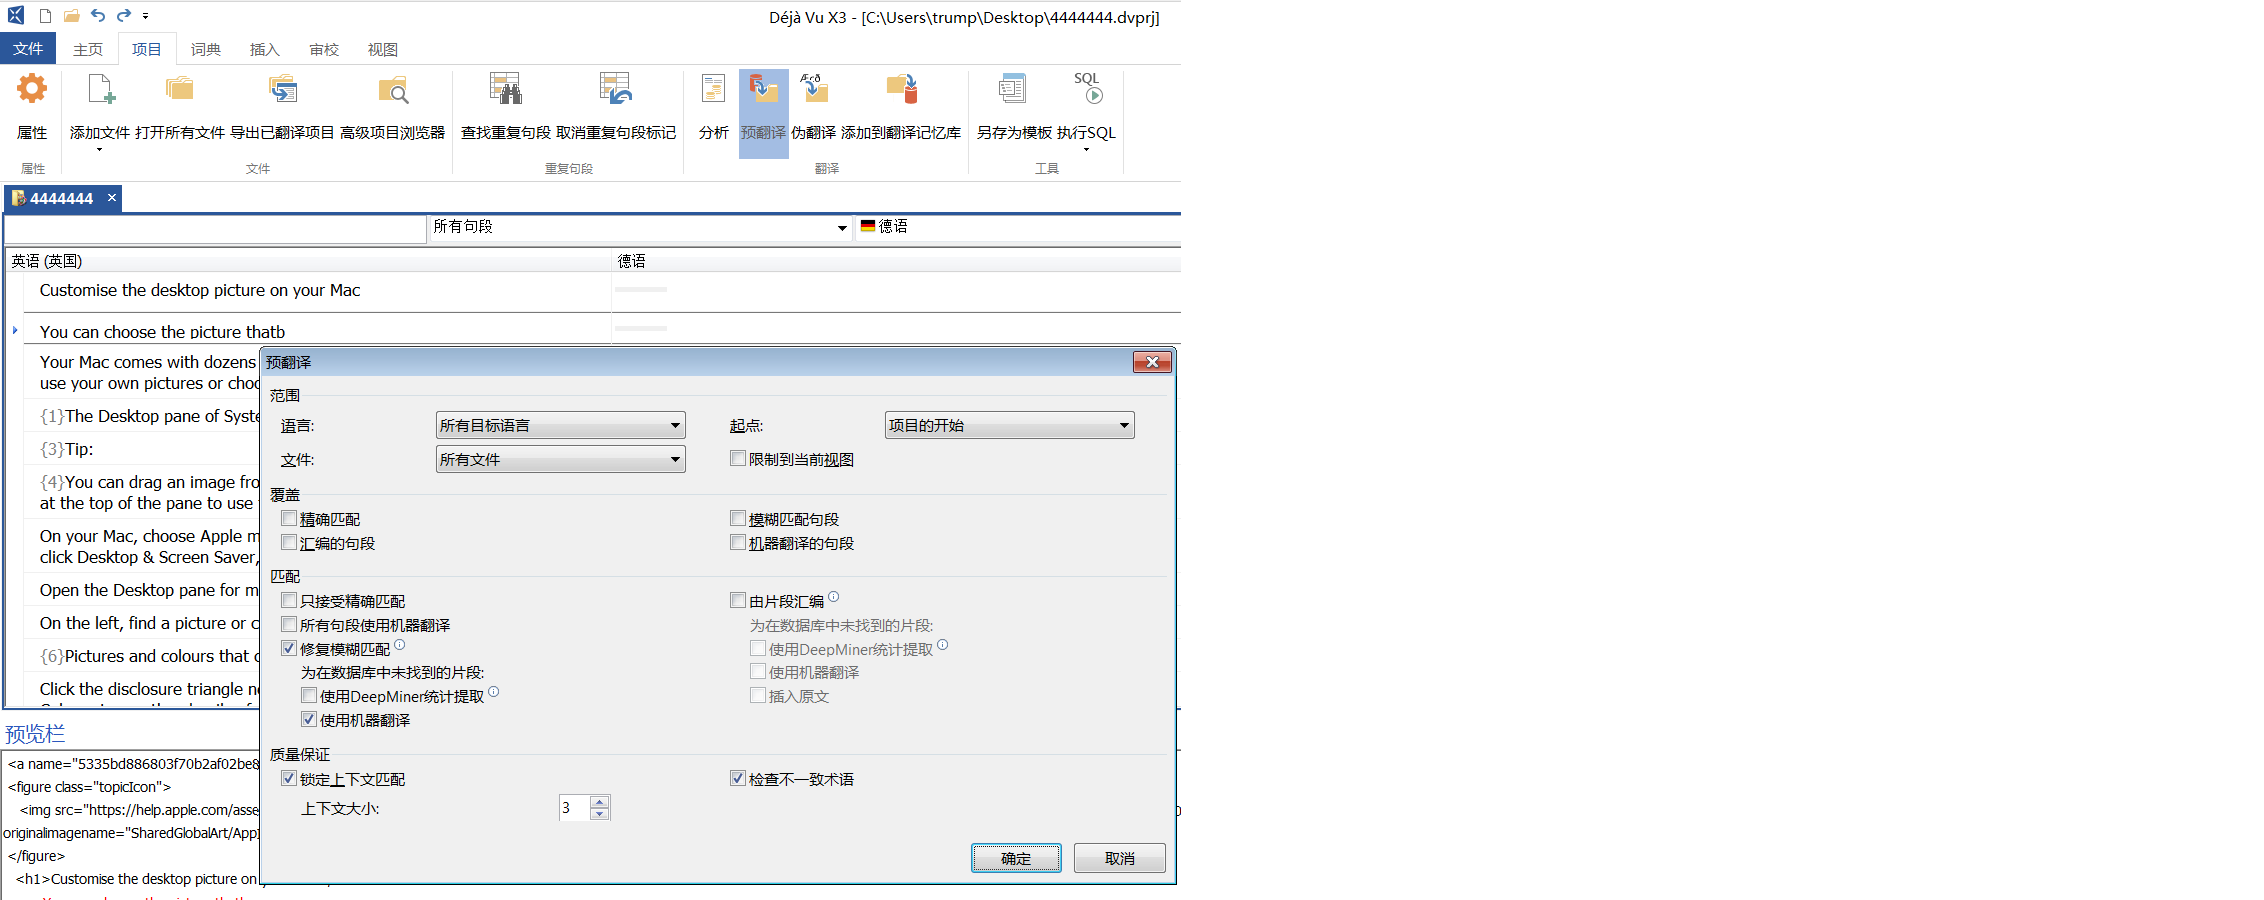 Déjà Vu X3 - [C:\Users\trump\Desktop\4444444.dvprj]
文件 主页 项目 词典 插入 审校 视图
SQL
属性 添加文件 打开所有文件 导出已翻译项目 高级项目浏览器 查找重复句段 取消重复句段标记 分析 预翻译 伪翻译 添加到翻译记忆库 另存为模板 执行SQL
属性 文件 重复句段 翻译 工具
4444444
所有句段 德语
英语 (英国) 德语
Customise the desktop picture on your Mac
You can choose the picture thatb
Your Mac comes with dozens
use your own pictures or choo
{1}The Desktop pane of Syste
{3}Tip:
{4}You can drag an image fro
at the top of the pane to use
On your Mac, choose Apple m
click Desktop & Screen Saver,
Open the Desktop pane for m
On the left, find a picture or c
{6}Pictures and colours that c
Click the disclosure triangle ne
预览栏
<a name="5335bd886803f70b2af02be8
<figure class="topicIcon">
<img src="https://help.apple.com/asse
originalimagename="SharedGlobalArt/AppI
</figure>
<h1>Customise the desktop picture on
预翻译
范围
语言: 所有目标语言 起点: 项目的开始
文件: 所有文件 限制到当前视图
覆盖
精确匹配 模糊匹配句段
汇编的句段 机器翻译的句段
匹配
只接受精确匹配 由片段汇编
所有句段使用机器翻译 为在数据库中未找到的片段:
修复模糊匹配 使用DeepMiner统计提取
为在数据库中未找到的片段: 使用机器翻译
使用DeepMiner统计提取 插入原文
使用机器翻译
质量保证
锁定上下文匹配 检查不一致术语
上下文大小: 3
确定 取消